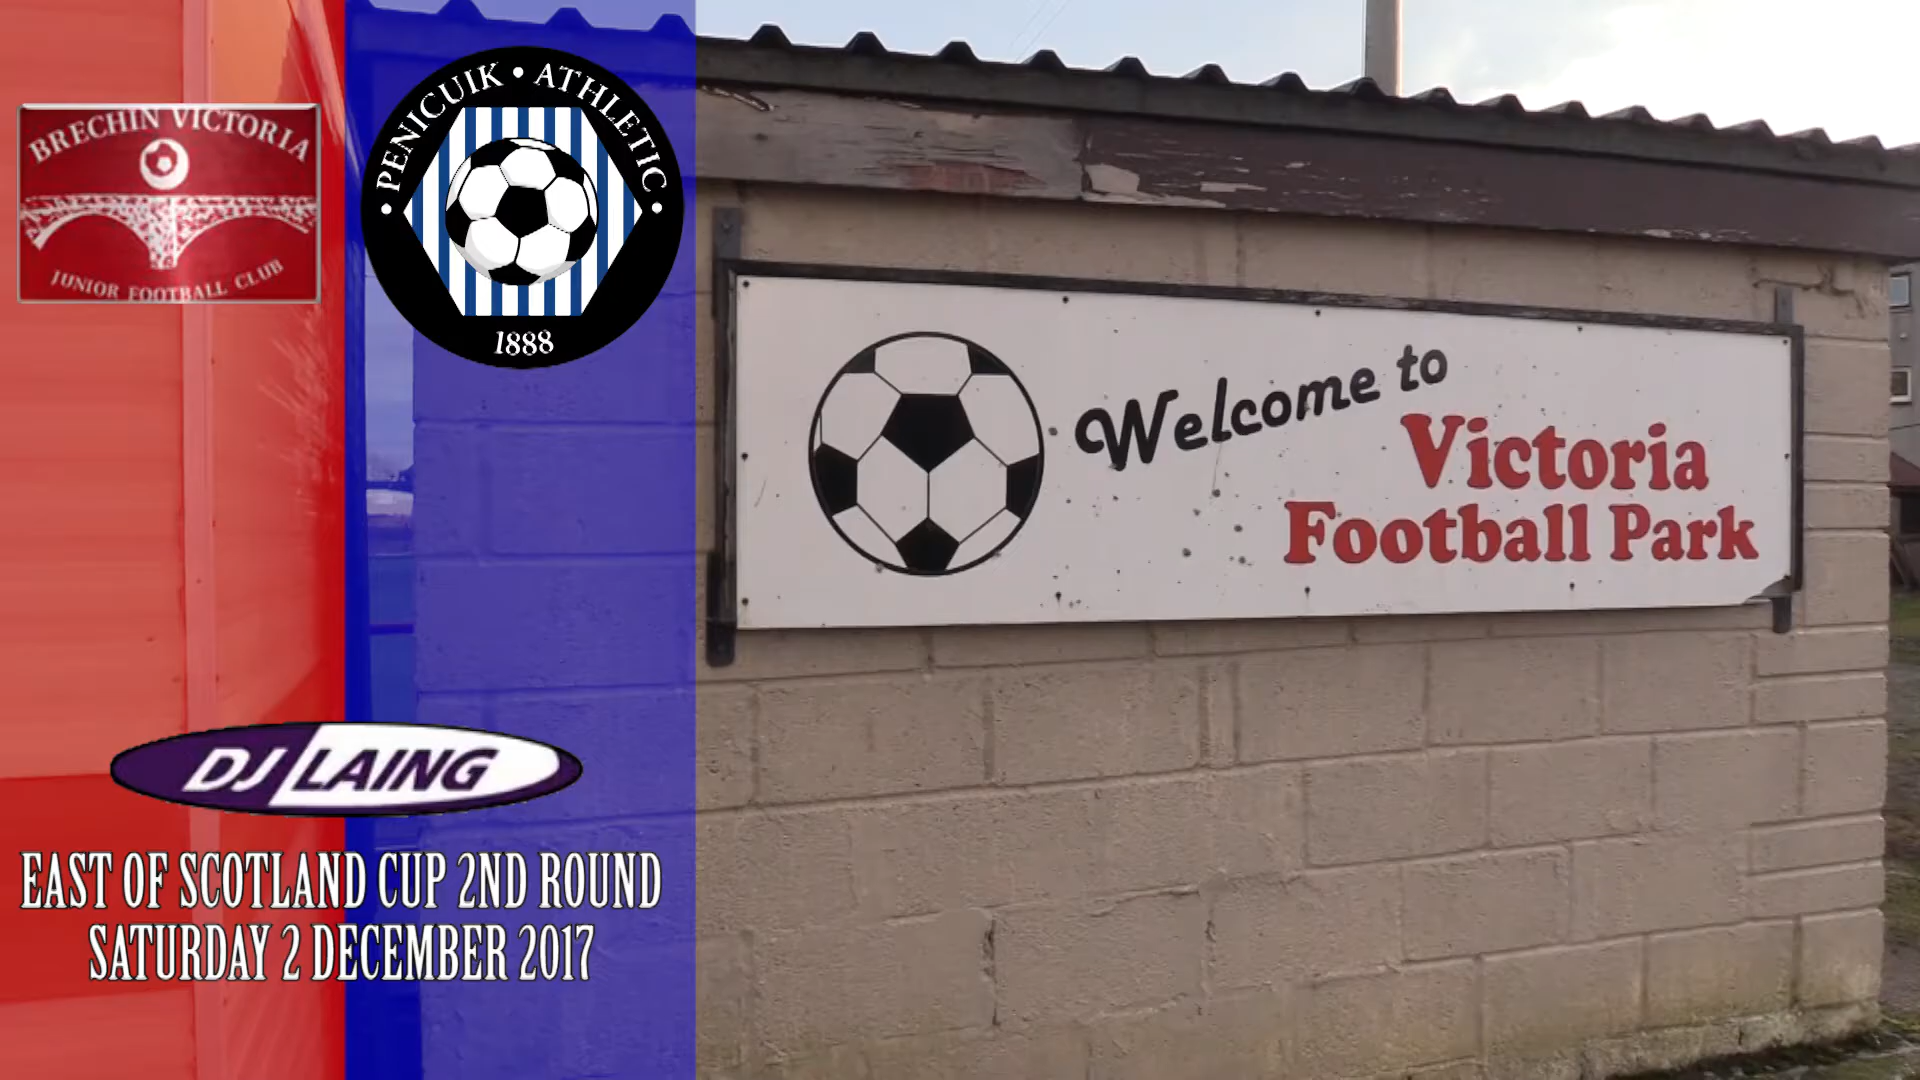 BRECHIN VICTORIA
JUNIOR FOOTBALL CLUB
PENICUIK • ATHLETIC
1888
Welcome to
Victoria
Football Park
DJ LAING
EAST OF SCOTLAND CUP 2ND ROUND
SATURDAY 2 DECEMBER 2017